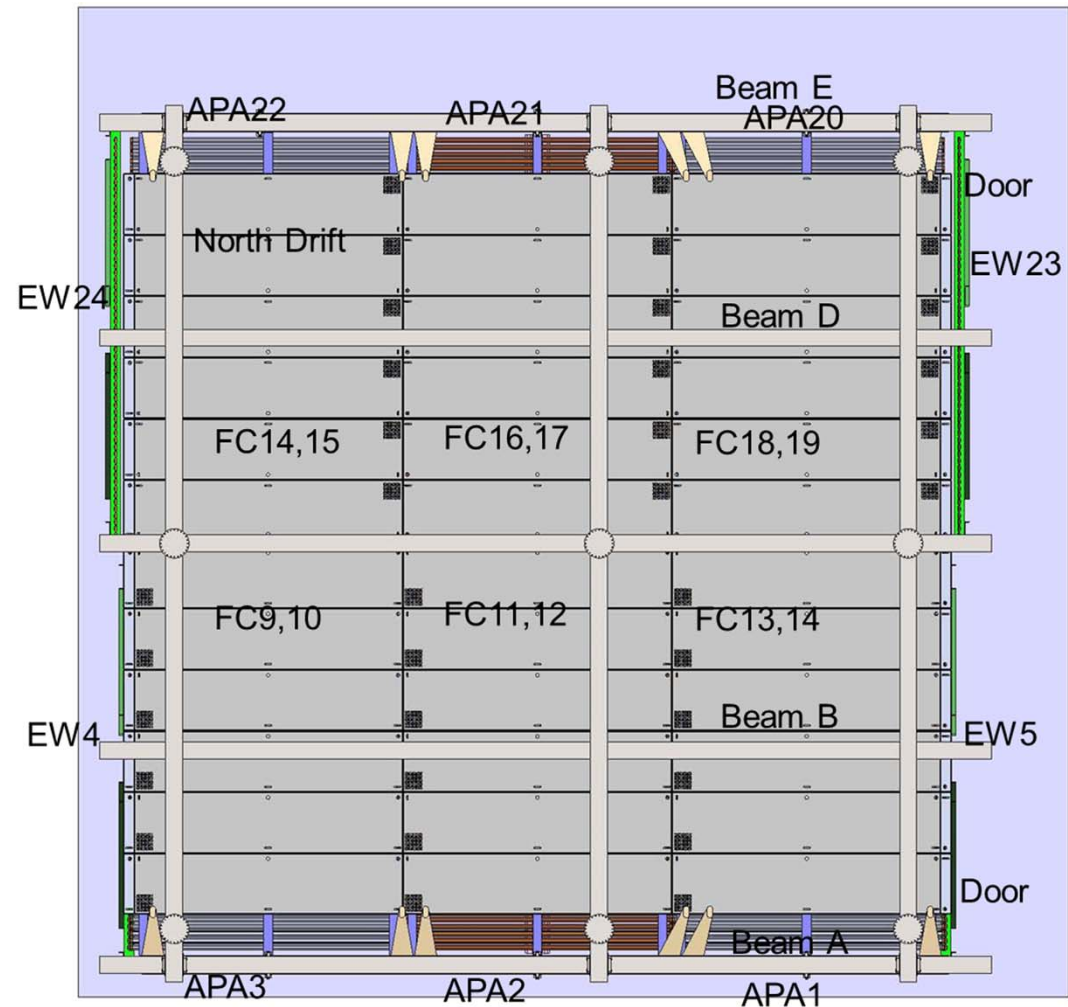 Beam E
APA22
APA21
APA20
Door
North Drift
EW23
EW24
Beam D
FC14,15
FC16,17
FC18,19
FC9,10
FC11,12
FC13,14
Beam B
EW4
EW5
Door
Beam A
APA3
APA2
APA1